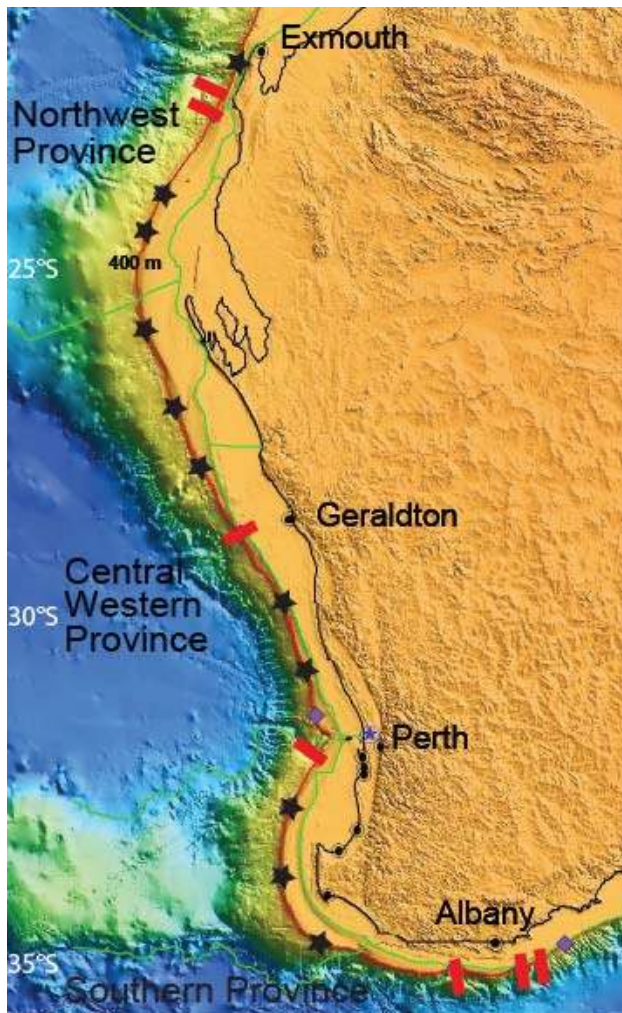 Exmouth
Northwest
Province
25°S
400 m
Geraldton
Central
Western
Province
30°S
Perth
Albany
35°S
Southern Province